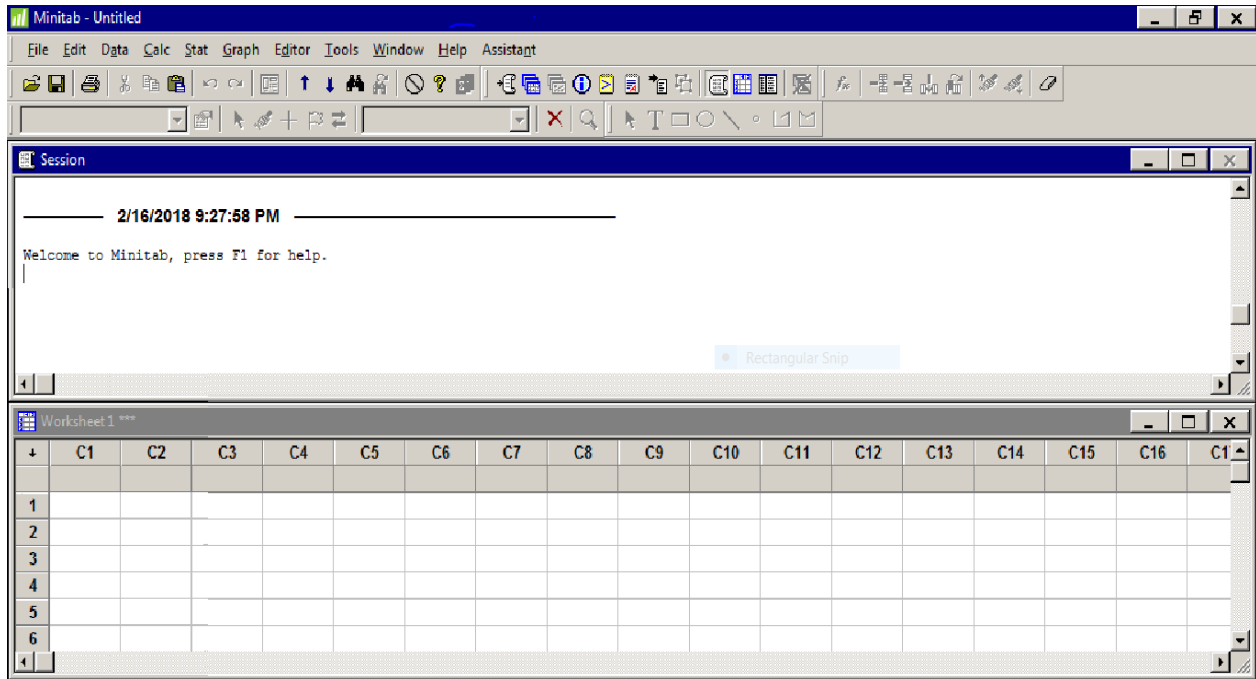 Minitab - Untitled
File Edit Data Calc Stat Graph Editor Tools Window Help Assistant
Session
2/16/2018 9:27:58 PM
Welcome to Minitab, press F1 for help.
Rectangular Snip
Worksheet 1 ***
C1 C2 C3 C4 C5 C6 C7 C8 C9 C10 C11 C12 C13 C14 C15 C16
1
2
3
4
5
6